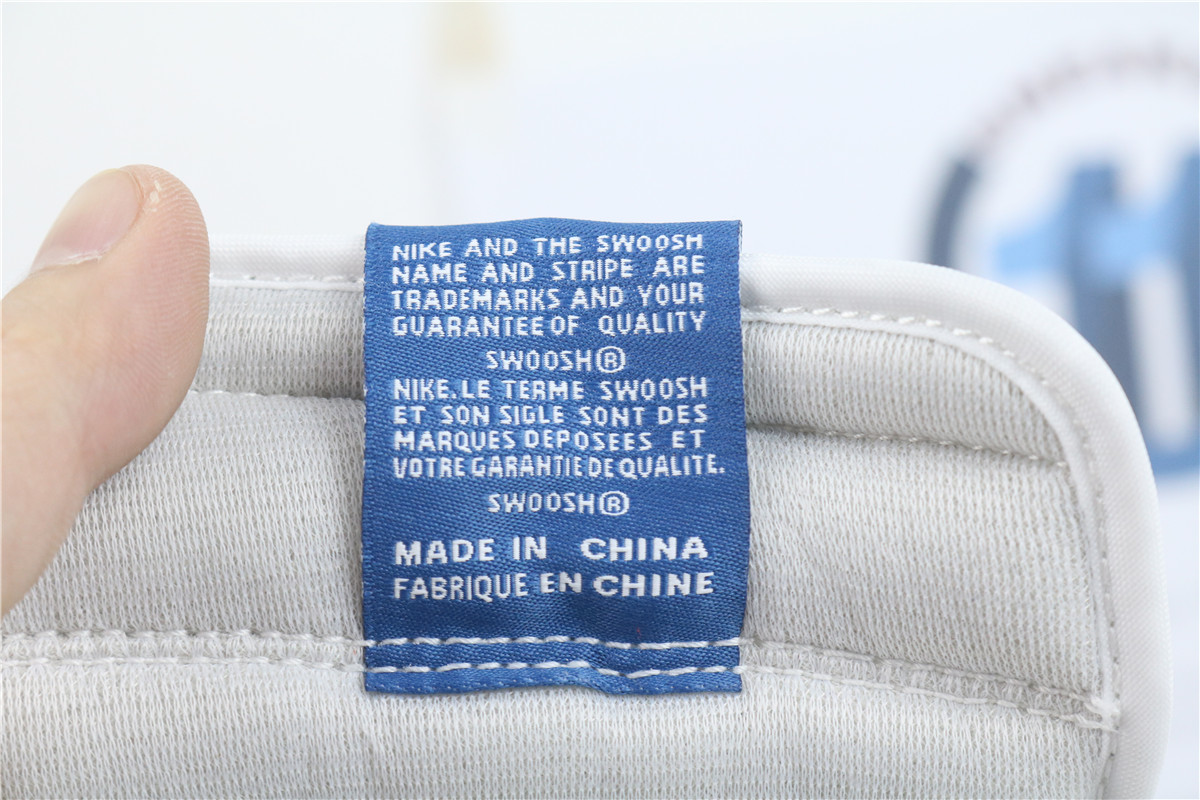 NIKE AND THE SWOOSH
NAME AND STRIPE ARE
TRADEMARKS AND YOUR
GUARANTEE OF QUALITY
SWOOSH®
NIKE.LE TERME SWOOSH
ET SON SIGLE SONT DES
MARQUES DEPOSEES ET
VOTRE GARANTIE DE QUALITE.
SWOOSH®
MADE IN CHINA
FABRIQUE EN CHINE